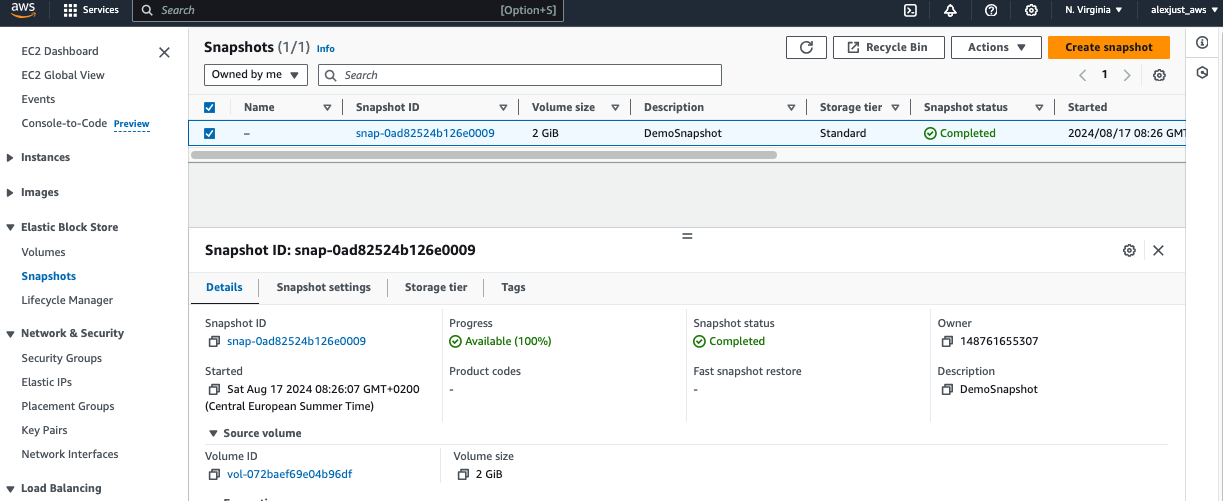 aws Services Search [Option+S] N. Virginia alexjust_aws
EC2 Dashboard
EC2 Global View
Events
Console-to-Code Preview
Instances
Images
Elastic Block Store
Volumes
Snapshots
Lifecycle Manager
Network & Security
Security Groups
Elastic IPs
Placement Groups
Key Pairs
Network Interfaces
Load Balancing
Snapshots (1/1) Info
Recycle Bin Actions Create snapshot
Owned by me Search 1
Name Snapshot ID Volume size Description Storage tier Snapshot status Started
– snap-0ad82524b126e0009 2 GiB DemoSnapshot Standard Completed 2024/08/17 08:26 GMT
Snapshot ID: snap-0ad82524b126e0009
Details Snapshot settings Storage tier Tags
Snapshot ID Progress Snapshot status Owner
snap-0ad82524b126e0009 Available (100%) Completed 148761655307
Started Product codes Fast snapshot restore Description
Sat Aug 17 2024 08:26:07 GMT+0200 - - DemoSnapshot
(Central European Summer Time)
Source volume
Volume ID Volume size
vol-072baef69e04b96df 2 GiB